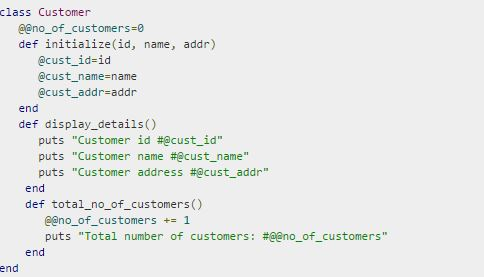 class Customer
   @@no_of_customers=0
   def initialize(id, name, addr)
      @cust_id=id
      @cust_name=name
      @cust_addr=addr
   end
   def display_details()
      puts "Customer id #@cust_id"
      puts "Customer name #@cust_name"
      puts "Customer address #@cust_addr"
    end
    def total_no_of_customers()
       @@no_of_customers += 1
       puts "Total number of customers: #@@no_of_customers"
    end
end